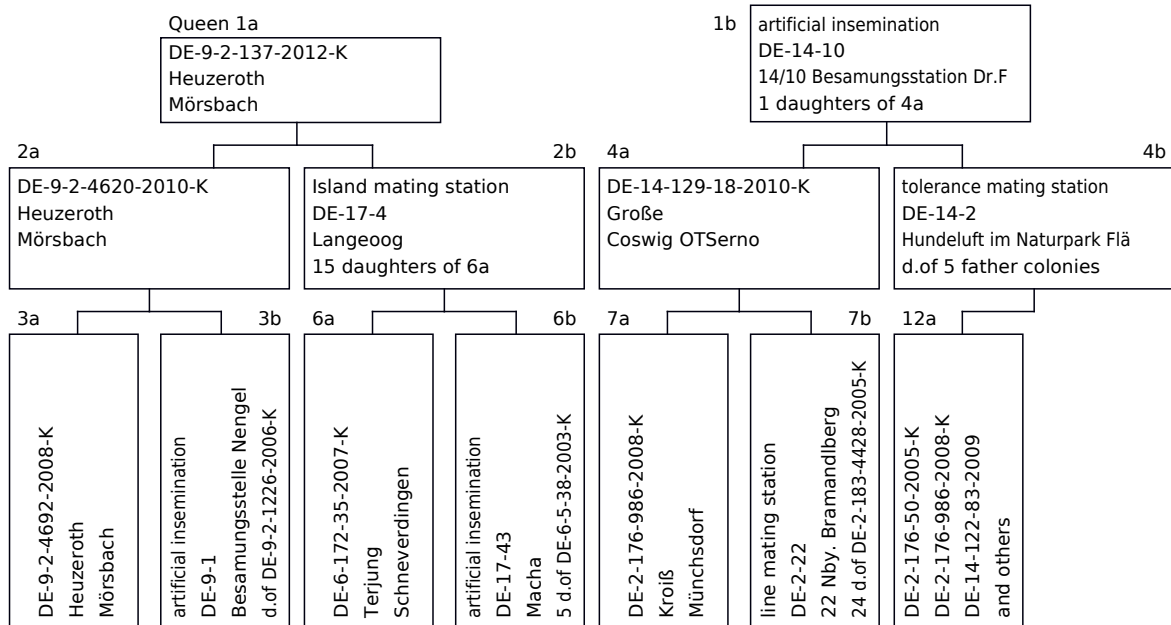 Queen 1a
DE-9-2-137-2012-K
Heuzeroth
Mörsbach
1b
artificial insemination
DE-14-10
14/10 Besamungsstation Dr.F
1 daughters of 4a
2a
DE-9-2-4620-2010-K
Heuzeroth
Mörsbach
2b
Island mating station
DE-17-4
Langeoog
15 daughters of 6a
4a
DE-14-129-18-2010-K
Große
Coswig OTSerno
4b
tolerance mating station
DE-14-2
Hundeluft im Naturpark Flä
d.of 5 father colonies
3a
DE-9-2-4692-2008-K
Heuzeroth
Mörsbach
3b
artificial insemination
DE-9-1
Besamungsstelle Nengel
d.of DE-9-2-1226-2006-K
6a
DE-6-172-35-2007-K
Terjung
Schneverdingen
6b
artificial insemination
DE-17-43
Macha
5 d.of DE-6-5-38-2003-K
7a
DE-2-176-986-2008-K
Kroiß
Münchsdorf
7b
line mating station
DE-2-22
22 Nby. Bramandlberg
24 d.of DE-2-183-4428-2005-K
12a
DE-2-176-50-2005-K
DE-2-176-986-2008-K
DE-14-122-83-2009
and others